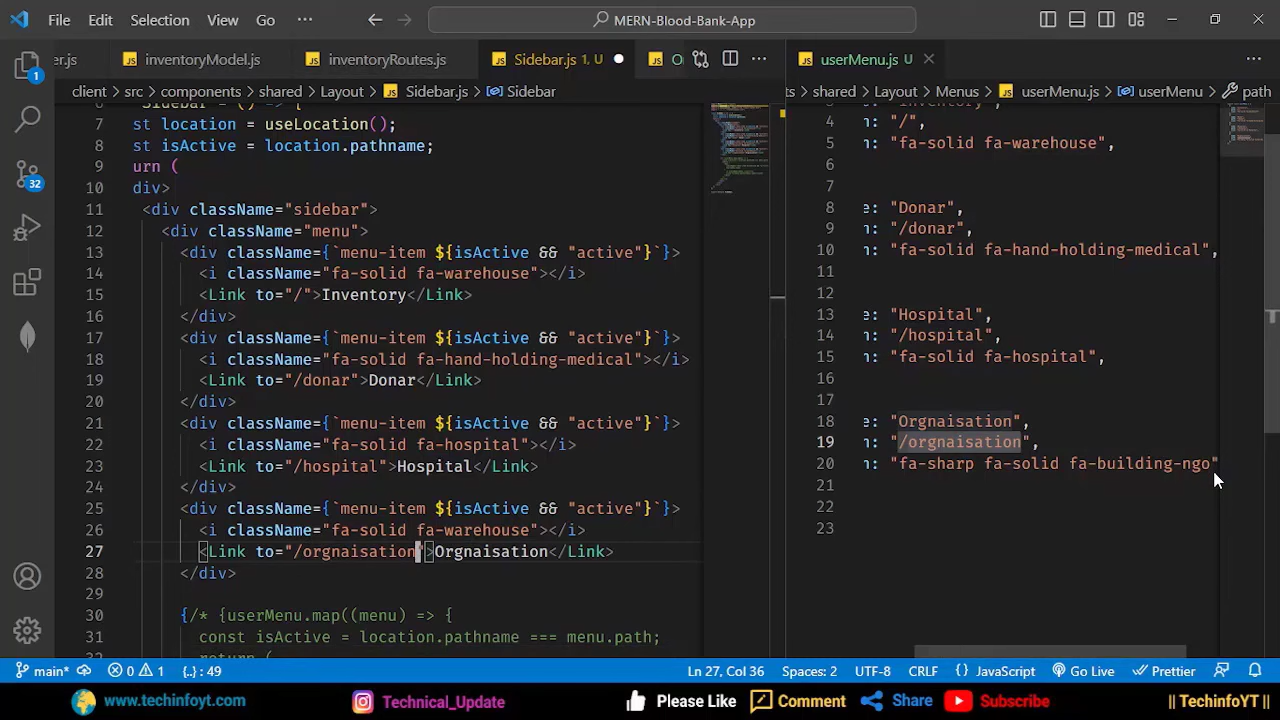 File Edit Selection View Go ··· MERN-Blood-Bank-App
er.js inventoryModel.js inventoryRoutes.js Sidebar.js 1, U O ···
client > src > components > shared > Layout > Sidebar.js > Sidebar
6 Sidebar = () => {
7 st location = useLocation();
8 st isActive = location.pathname;
9 urn (
10 div>
11 <div className="sidebar">
12 <div className="menu">
13 <div className={`menu-item ${isActive && "active"}`}>
14 <i className="fa-solid fa-warehouse"></i>
15 <Link to="/">Inventory</Link>
16 </div>
17 <div className={`menu-item ${isActive && "active"}`}>
18 <i className="fa-solid fa-hand-holding-medical"></i>
19 <Link to="/donar">Donar</Link>
20 </div>
21 <div className={`menu-item ${isActive && "active"}`}>
22 <i className="fa-solid fa-hospital"></i>
23 <Link to="/hospital">Hospital</Link>
24 </div>
25 <div className={`menu-item ${isActive && "active"}`}>
26 <i className="fa-solid fa-warehouse"></i>
27 <Link to="/orgnaisation">Orgnaisation</Link>
28 </div>
29
30 {/* {userMenu.map((menu) => {
31 const isActive = location.pathname === menu.path;
32 return (
userMenu.js U ···
ts > shared > Layout > Menus > userMenu.js > userMenu > path
3 "Inventory",
4 n: "/",
5 n: "fa-solid fa-warehouse",
6
7
8 e: "Donar",
9 n: "/donar",
10 n: "fa-solid fa-hand-holding-medical",
11
12
13 e: "Hospital",
14 n: "/hospital",
15 n: "fa-solid fa-hospital",
16
17
18 e: "Orgnaisation",
19 n: "/orgnaisation",
20 n: "fa-sharp fa-solid fa-building-ngo"
21
22
23
main* 0 1 {..} : 49 Ln 27, Col 36 Spaces: 2 UTF-8 CRLF {} JavaScript Go Live Prettier
1
32
www.techinfoyt.com Technical_Update Please Like Comment Share Subscribe || TechinfoYT ||